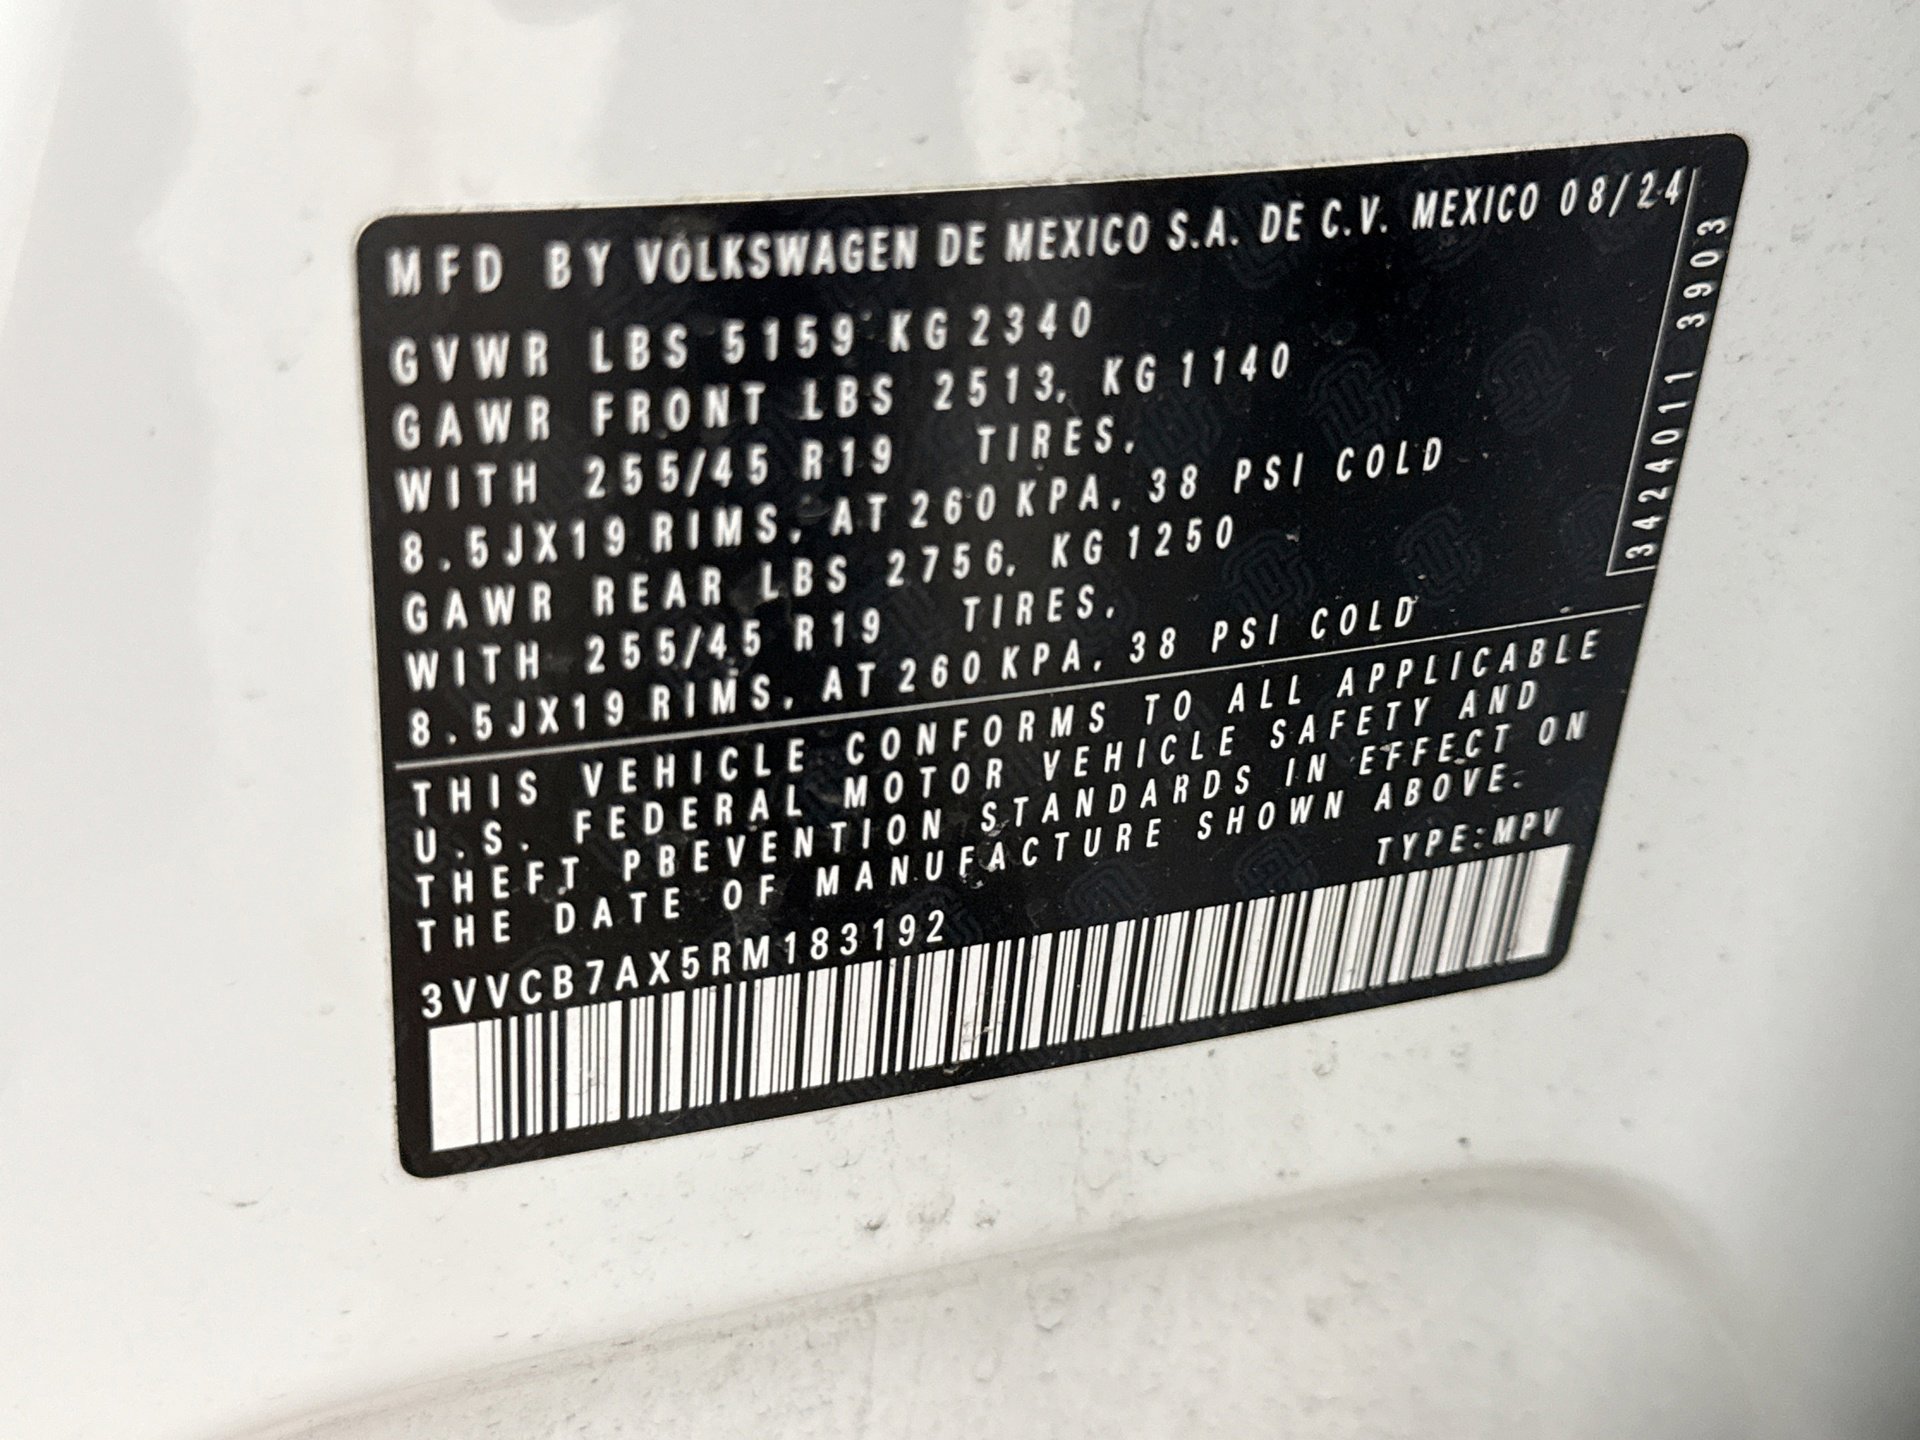 MFD BY VOLKSWAGEN DE MEXICO S.A. DE C.V. MEXICO 08/24
GVWR LBS 5159 KG 2340
GAWR FRONT LBS 2513, KG 1140
WITH 255/45 R19 TIRES,
8.5JX19 RIMS, AT 260 KPA, 38 PSI COLD
GAWR REAR LBS 2756, KG 1250
WITH 255/45 R19 TIRES,
8.5JX19 RIMS, AT 260 KPA, 38 PSI COLD
3424011 3903
THIS VEHICLE CONFORMS TO ALL APPLICABLE
U.S. FEDERAL MOTOR VEHICLE SAFETY AND
THEFT PREVENTION STANDARDS IN EFFECT ON
THE DATE OF MANUFACTURE SHOWN ABOVE.
TYPE:MPV
3VVCB7AX5RM183192